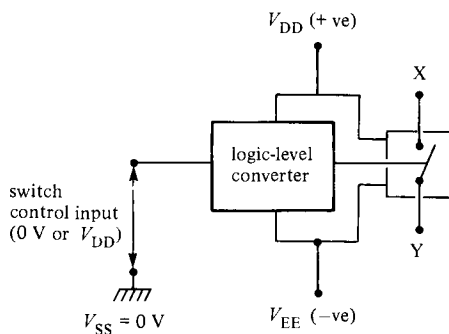 V_DD (+ ve)
X
logic-level
converter
switch
control input
(0 V or V_DD)
Y
V_SS = 0 V
V_EE (−ve)